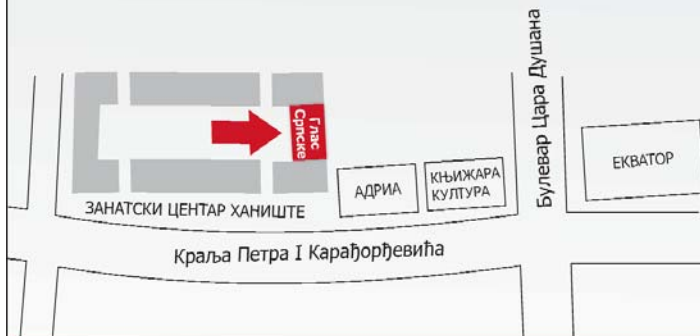 Глас
Српске
ЗАНАТСКИ ЦЕНТАР ХАНИШТЕ
АДРИА
КЊИЖАРА
КУЛТУРА
Булевар Цара Душана
ЕКВАТОР
Краља Петра I Карађорђевића